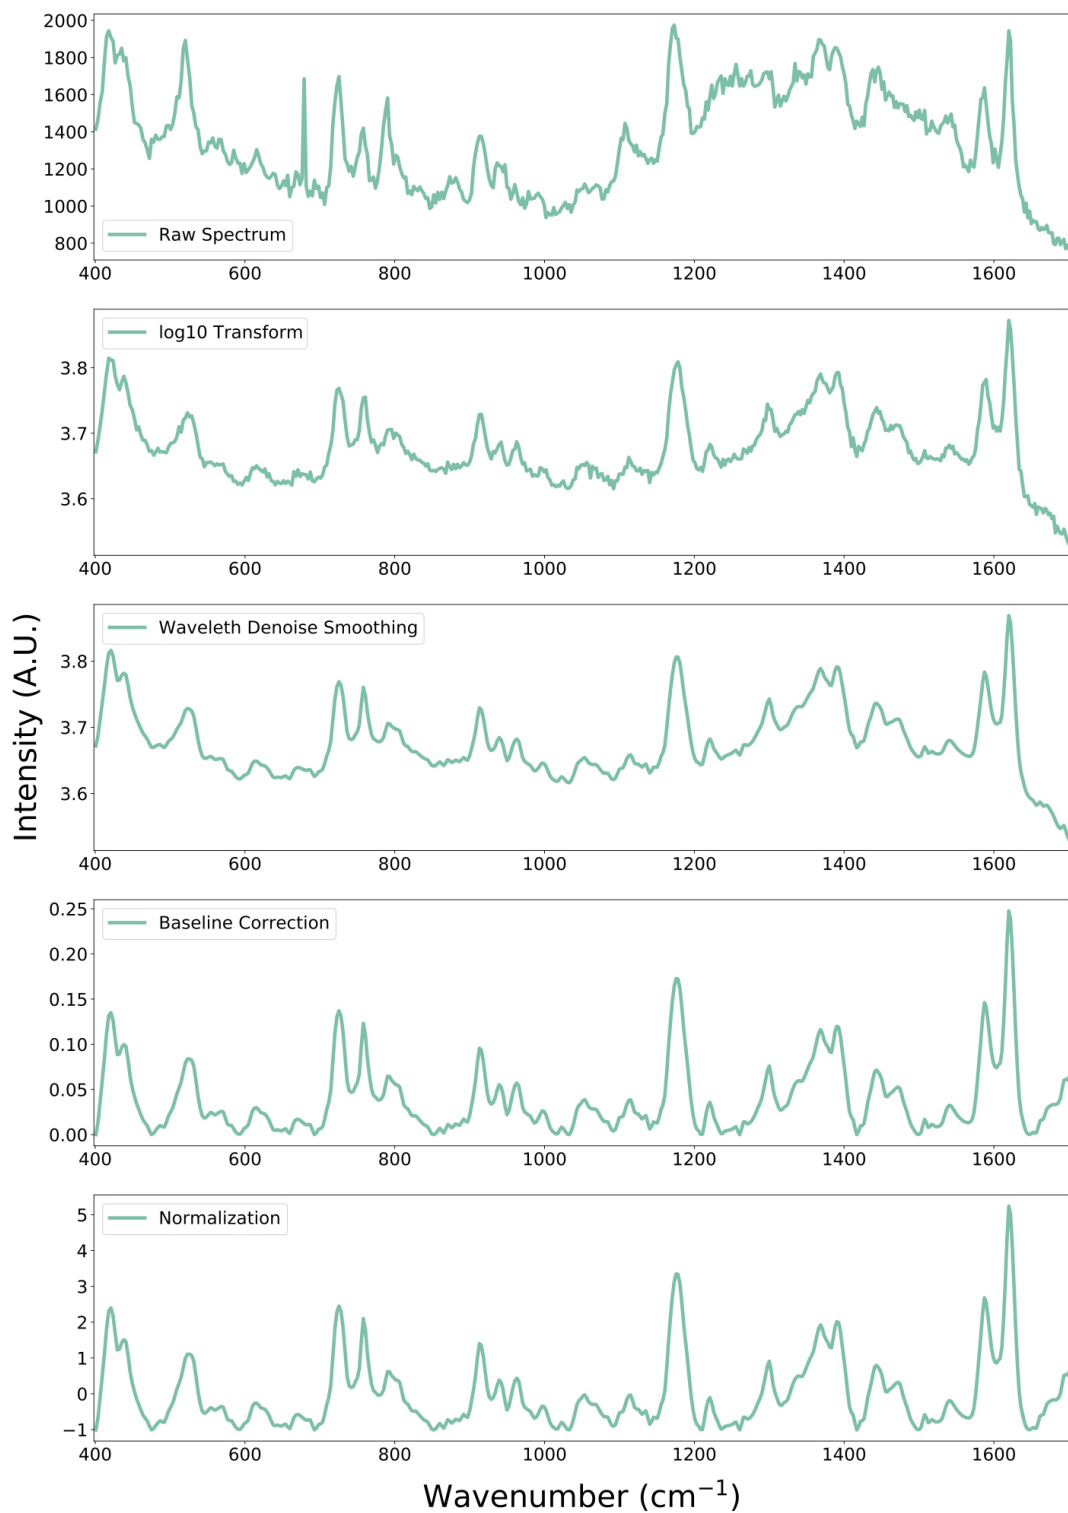 2000
1800
1600
1400
1200
1000
800
Raw Spectrum
400 600 800 1000 1200 1400 1600
log10 Transform
3.8
3.7
3.6
400 600 800 1000 1200 1400 1600
Waveleth Denoise Smoothing
3.8
3.7
3.6
400 600 800 1000 1200 1400 1600
Intensity (A.U.)
0.25
Baseline Correction
0.20
0.15
0.10
0.05
0.00
400 600 800 1000 1200 1400 1600
Normalization
5
4
3
2
1
0
−1
400 600 800 1000 1200 1400 1600
Wavenumber (cm⁻¹)